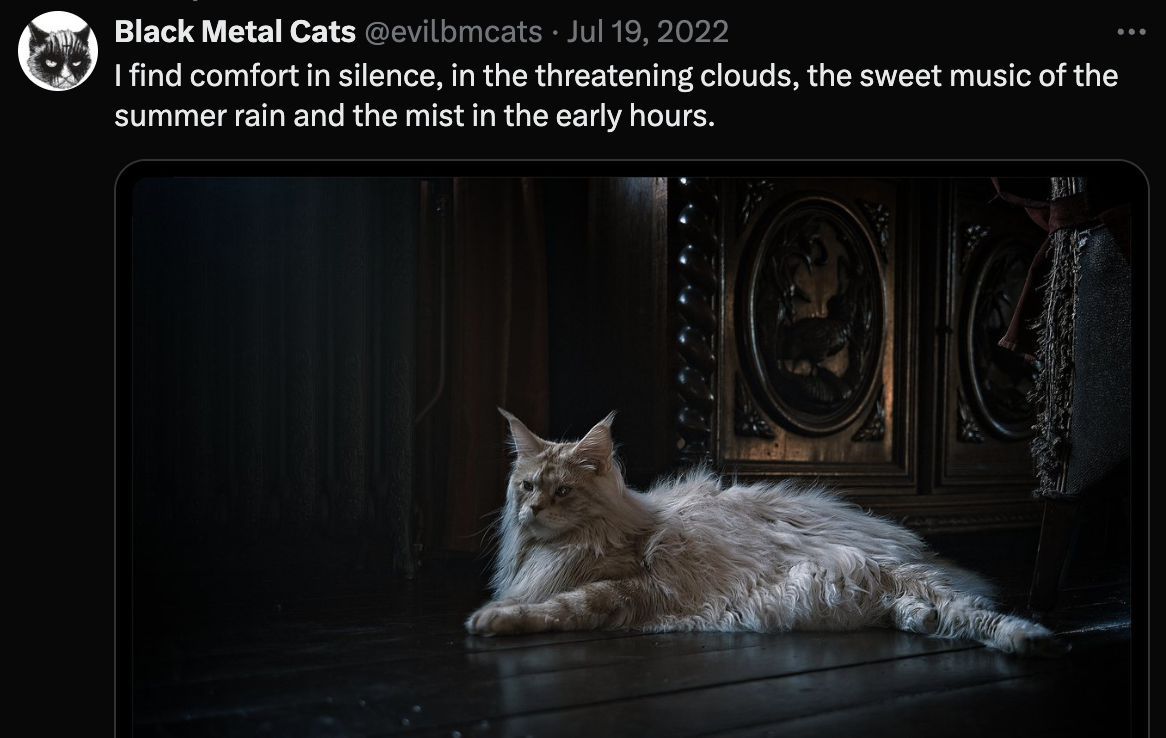 Black Metal Cats @evilbmcats · Jul 19, 2022
I find comfort in silence, in the threatening clouds, the sweet music of the
summer rain and the mist in the early hours.